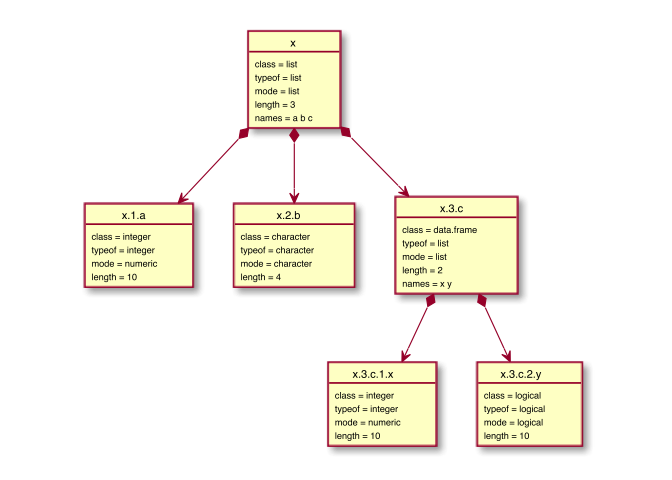 x
class = list
typeof = list
mode = list
length = 3
names = a b c
x.1.a
class = integer
typeof = integer
mode = numeric
length = 10
x.2.b
class = character
typeof = character
mode = character
length = 4
x.3.c
class = data.frame
typeof = list
mode = list
length = 2
names = x y
x.3.c.1.x
class = integer
typeof = integer
mode = numeric
length = 10
x.3.c.2.y
class = logical
typeof = logical
mode = logical
length = 10